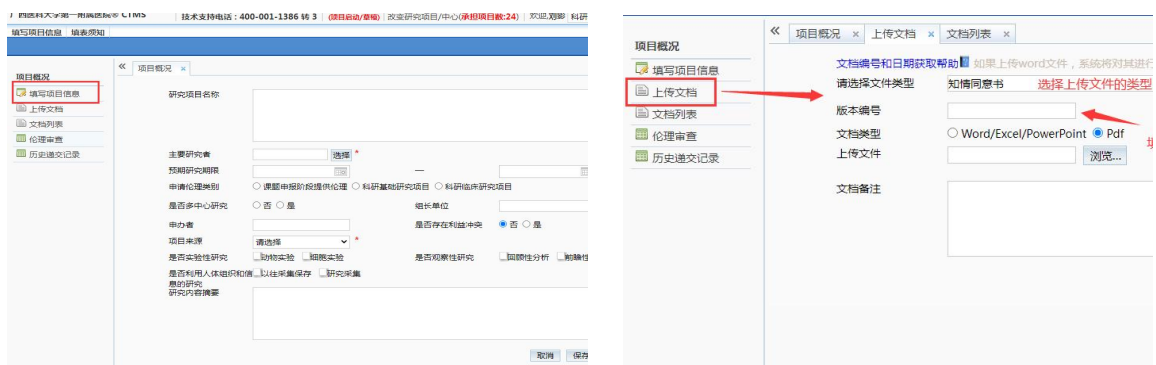 广西医科大学第一附属医院® CTMS 技术支持电话：400-001-1386 转 3 (项目启动/草稿) 改变研究项目/中心(承担项目数:24) 欢迎,
填写项目信息 填表须知
项目概况
填写项目信息
上传文档
文档列表
伦理审查
历史递交记录
« 项目概况 ×
研究项目名称
主要研究者 选择 *
预期研究期限 —
申请伦理类别 课题申报阶段提供伦理 科研基础研究项目 科研临床研究项目
是否多中心研究 否 是 组长单位
申办者 是否存在利益冲突 否 是
项目来源 请选择 *
是否实验性研究 动物实验 细胞实验 是否观察性研究 回顾性分析 前瞻性
是否利用人体组织和信息的研究 以往采集保存 研究采集
研究内容摘要
取消 保存
项目概况
填写项目信息
上传文档
文档列表
伦理审查
历史递交记录
« 项目概况 × 上传文档 × 文档列表 ×
文档编号和日期获取帮助 如果上传word文件，系统将对其进行
请选择文件类型 知情同意书 选择上传文件的类型
版本编号
文档类型 Word/Excel/PowerPoint Pdf
上传文件 浏览...
文档备注